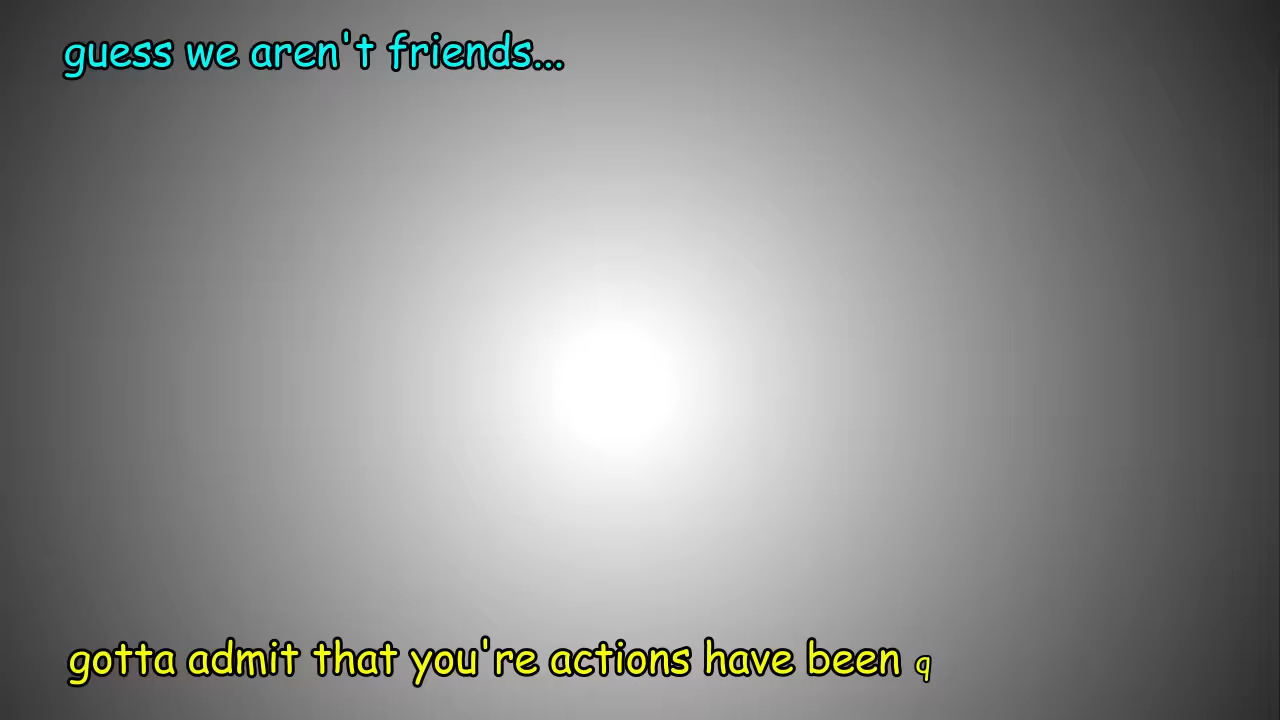 guess we aren't friends...
gotta admit that you're actions have been q